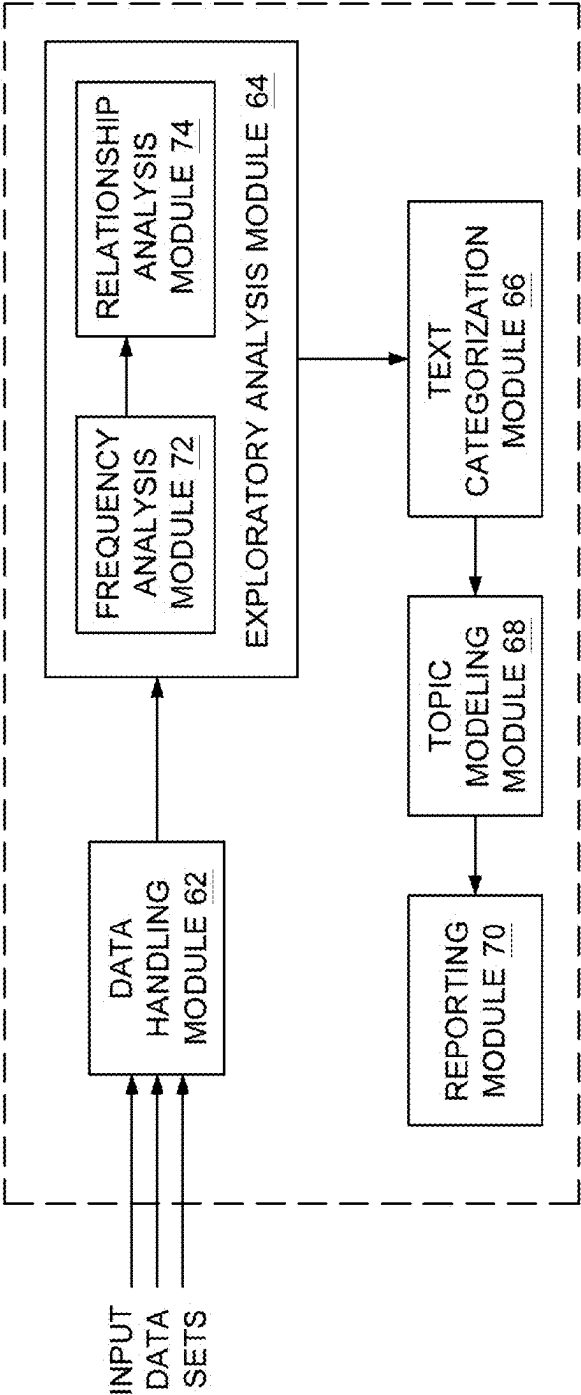 INPUT
DATA
SETS
DATA
HANDLING
MODULE 62
FREQUENCY
ANALYSIS
MODULE 72
RELATIONSHIP
ANALYSIS
MODULE 74
EXPLORATORY ANALYSIS MODULE 64
TEXT
CATEGORIZATION
MODULE 66
TOPIC
MODELING
MODULE 68
REPORTING
MODULE 70